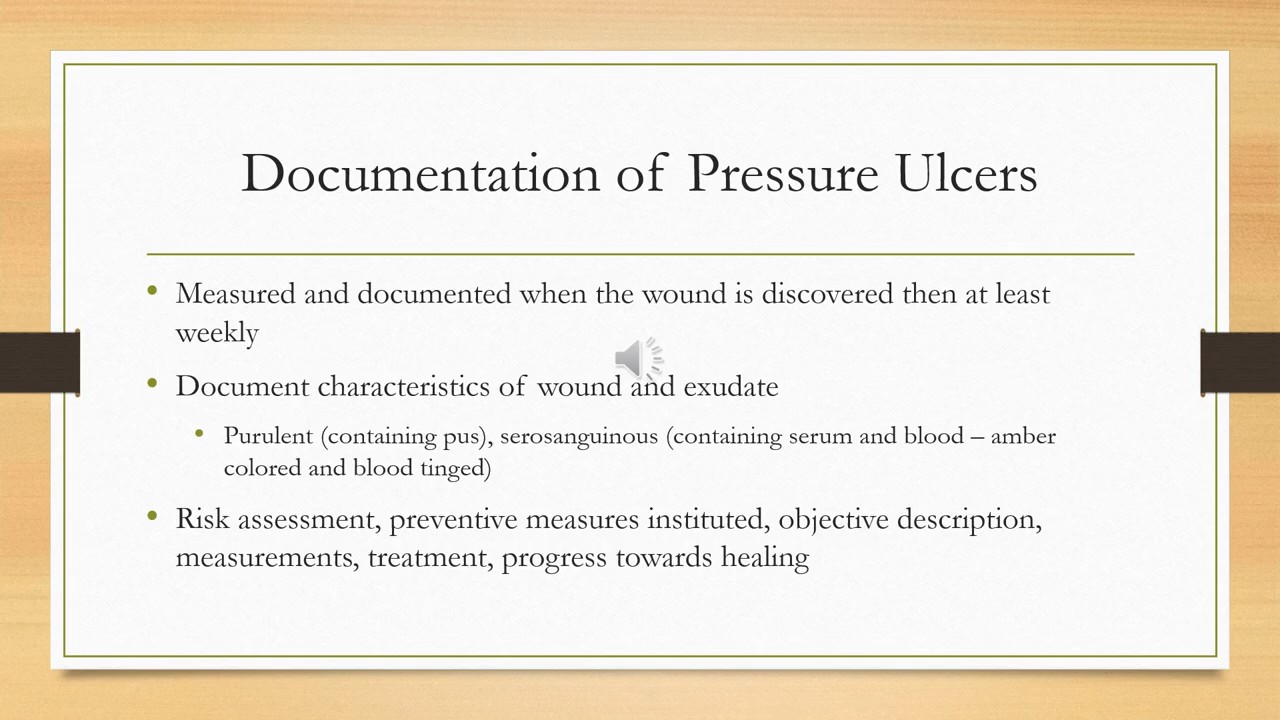 Documentation of Pressure Ulcers
• Measured and documented when the wound is discovered then at least
weekly
• Document characteristics of wound and exudate
• Purulent (containing pus), serosanguinous (containing serum and blood – amber
colored and blood tinged)
• Risk assessment, preventive measures instituted, objective description,
measurements, treatment, progress towards healing